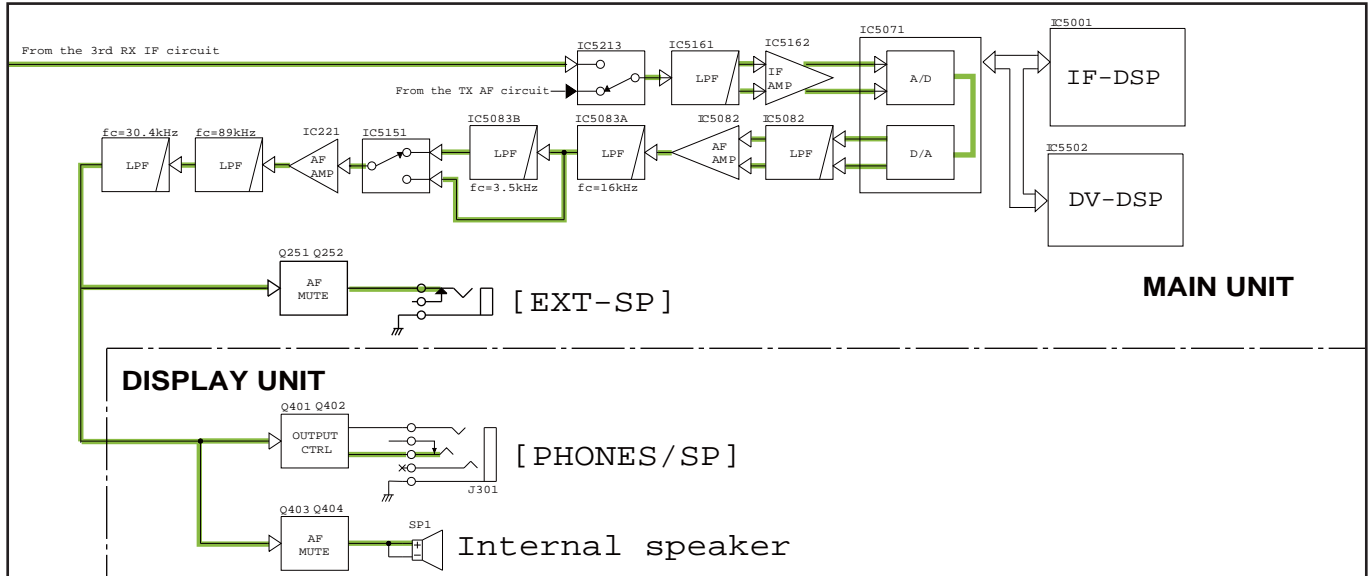 From the 3rd RX IF circuit
IC5213
IC5161
IC5162
IC5071
IC5001
LPF
IF
AMP
A/D
IF-DSP
From the TX AF circuit
fc=30.4kHz
fc=89kHz
IC221
IC5151
IC5083B
IC5083A
IC5082
IC5082
IC5502
LPF
LPF
AF
AMP
LPF
LPF
AF
AMP
LPF
D/A
DV-DSP
fc=3.5kHz
fc=16kHz
Q251 Q252
AF
MUTE
[EXT-SP]
MAIN UNIT
DISPLAY UNIT
Q401 Q402
OUTPUT
CTRL
[PHONES/SP]
J301
Q403 Q404
AF
MUTE
SP1
+
-
Internal speaker